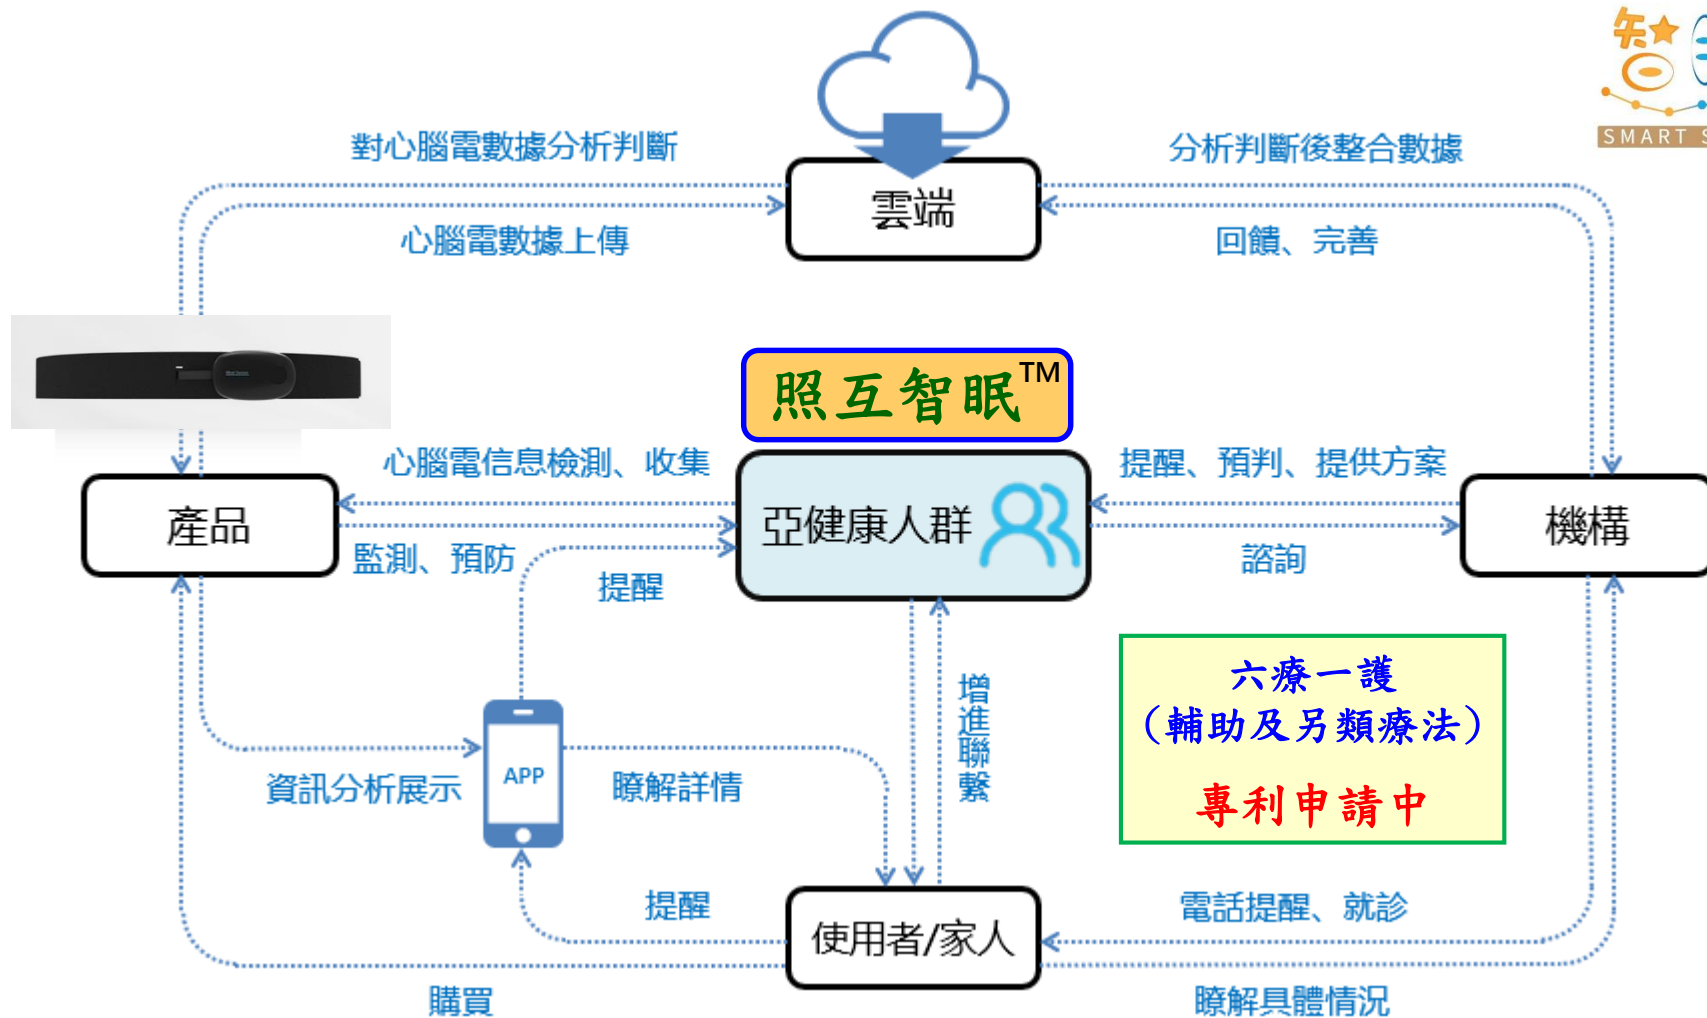 智
SMART S
對心腦電數據分析判斷
分析判斷後整合數據
雲端
心腦電數據上傳
回饋、完善
照互智眠™
心腦電信息檢測、收集
提醒、預判、提供方案
產品
亞健康人群
機構
監測、預防
提醒
諮詢
六療一護
(輔助及另類療法)
專利申請中
增進聯繫
APP
資訊分析展示
瞭解詳情
提醒
電話提醒、就診
使用者/家人
購買
瞭解具體情況